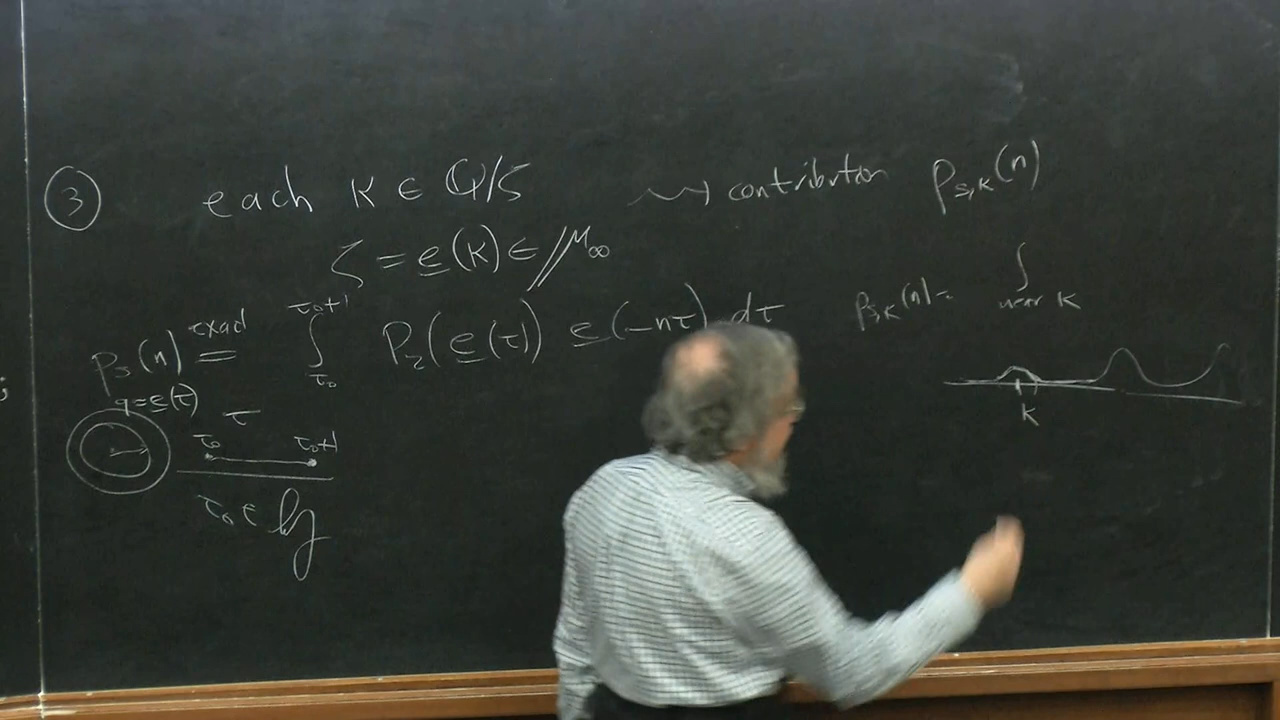 ③ each κ ∈ ℚ/ℤ ⇝ contribution p_{s,κ}(n)
ζ = e(κ) ∈ μ_∞
p_s(n) exact = ∫_{τ₀}^{τ₀+1} P_s(e(τ)) e(-nτ) dτ
p_{s,κ}(n) = ∫_{near κ}
q = e(τ)
τ
τ₀ τ₀+1
κ
τ₀ ∈ 𝔥